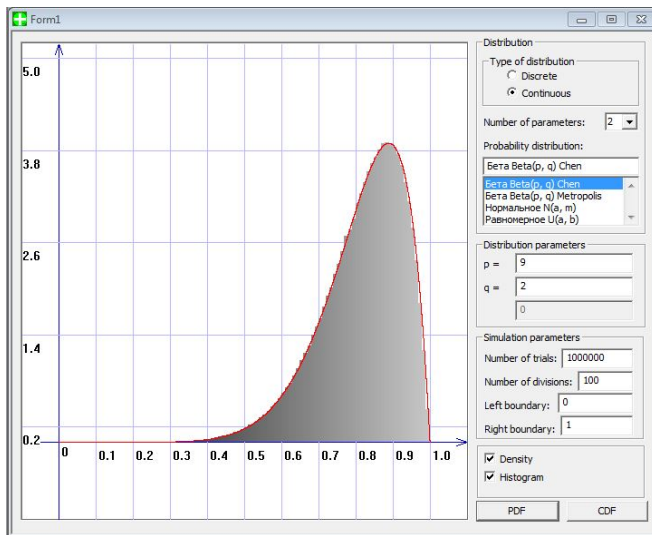 Form1
5.0
3.8
2.6
1.4
0.2
0 0.1 0.2 0.3 0.4 0.5 0.6 0.7 0.8 0.9 1.0
Distribution
Type of distribution
Discrete
Continuous
Number of parameters: 2
Probability distribution:
Бета Beta(p, q) Chen
Бета Beta(p, q) Chen
Бета Beta(p, q) Metropolis
Нормальное N(a, m)
Равномерное U(a, b)
Distribution parameters
p = 9
q = 2
0
Simulation parameters
Number of trials: 1000000
Number of divisions: 100
Left boundary: 0
Right boundary: 1
Density
Histogram
PDF CDF